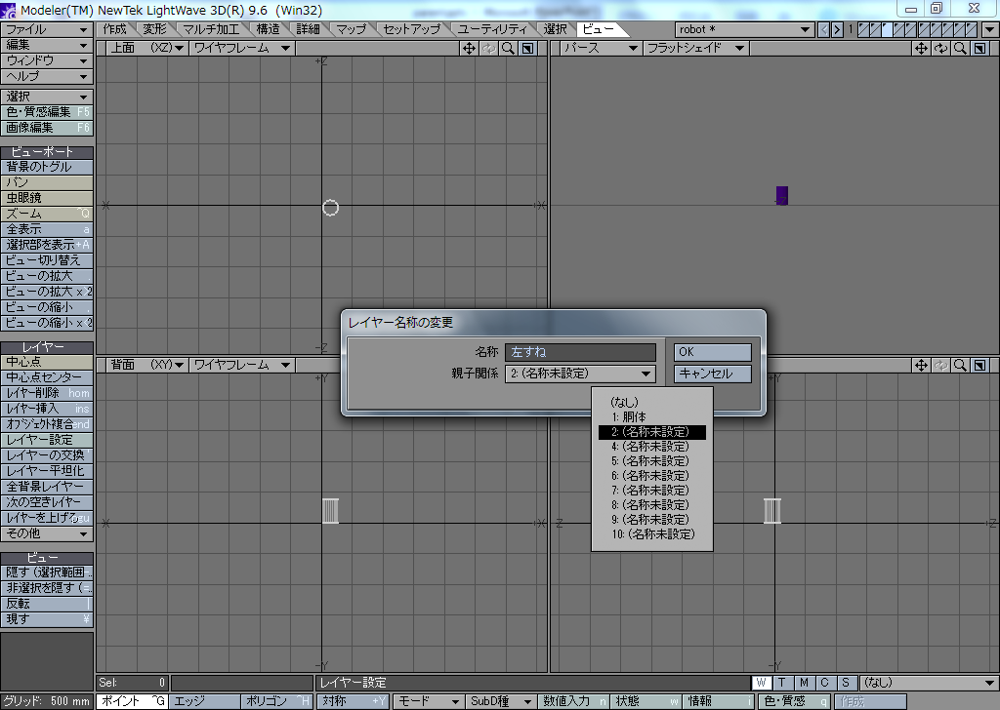 Modeler(TM) NewTek LightWave 3D(R) 9.6 (Win32)
ファイル
編集
ウィンドウ
ヘルプ
作成 変形 マルチ加工 構造 詳細 マップ セットアップ ユーティリティ 選択 ビュー
robot *
1
上面 (XZ) ワイヤフレーム
パース フラットシェイド
選択
色・質感編集 F5
画像編集 F6
ビューポート
背景のトグル
パン
虫眼鏡
ズーム ^Q
全表示 a
選択部を表示 +A
ビュー切り替え
ビューの拡大 .
ビューの拡大 x 2
ビューの縮小 ,
ビューの縮小 x 2
レイヤー
中心点
中心点センター
レイヤー削除 hom
レイヤー挿入 ins
オブジェクト複合 end
レイヤー設定
レイヤーの交換 '
レイヤー平坦化
全背景レイヤー
次の空きレイヤー
レイヤーを上げる
その他
ビュー
隠す (選択範囲 -
非選択を隠す ( =
反転 |
現す ¥
+Z
-X
+X
-Z
レイヤー名称の変更
名称 左すね OK
親子関係 2: (名称未設定) キャンセル
(なし)
1: 胴体
2: (名称未設定)
4: (名称未設定)
5: (名称未設定)
6: (名称未設定)
7: (名称未設定)
8: (名称未設定)
9: (名称未設定)
10: (名称未設定)
背面 (XY) ワイヤフレーム
+Y
+Y
-X
+X
-Z
+Z
-Y
-Y
Sel: 0
レイヤー設定
W T M C S (なし)
グリッド: 500 mm
ポイント ^G エッジ ポリゴン ^H 対称 +Y モード SubD種 数値入力 n 状態 w 情報 i 色・質感 q 作成